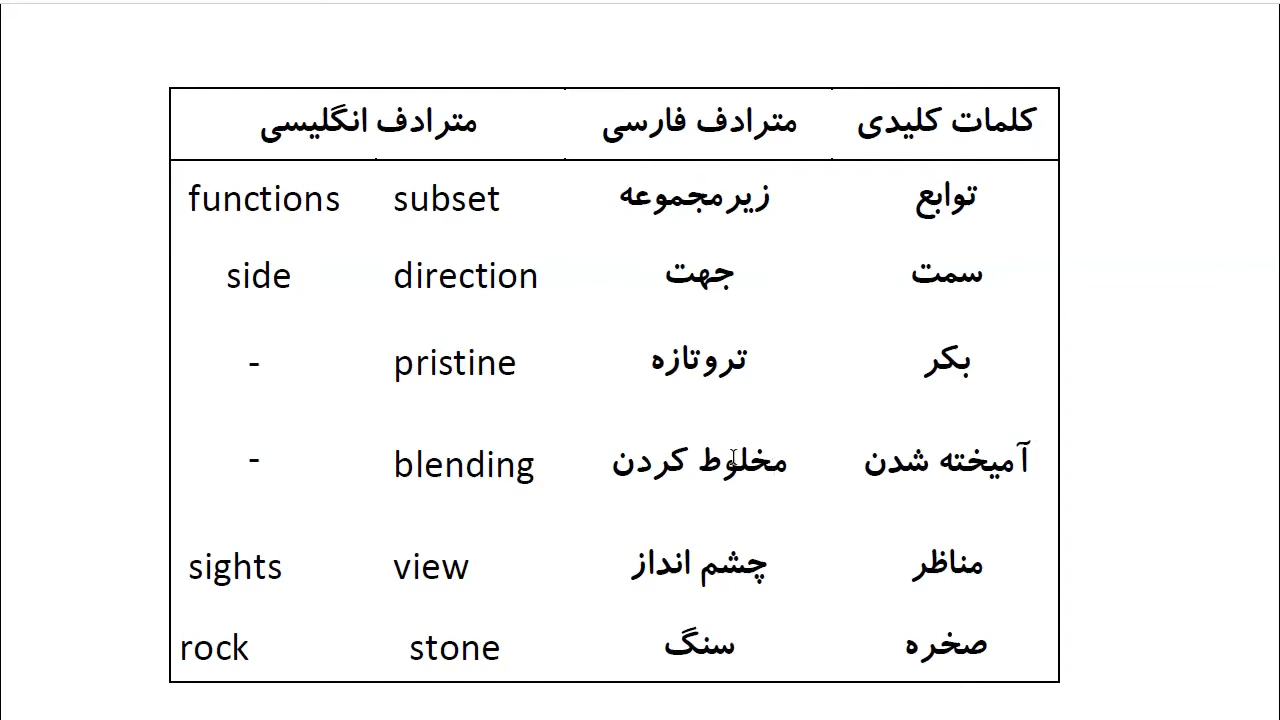 کلمات کلیدی مترادف فارسی مترادف انگلیسی
توابع زیرمجموعه subset functions
سمت جهت direction side
بکر تروتازه pristine -
آمیخته شدن مخلوط کردن blending -
مناظر چشم انداز view sights
صخره سنگ stone rock